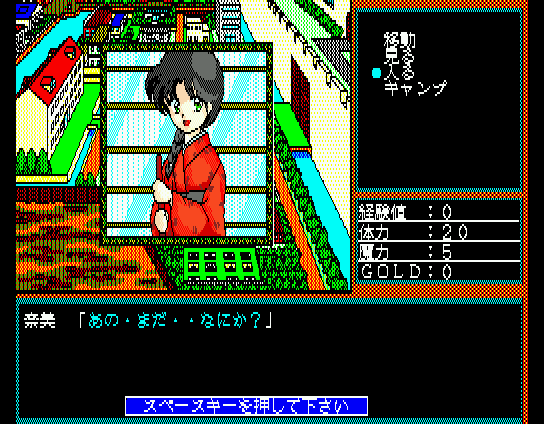 移動
見る
入る
キャンプ
経験値 :0
体力 :20
魔力 :5
GOLD:0
奈美 「あの・まだ・・なにか?」
スペースキーを押して下さい